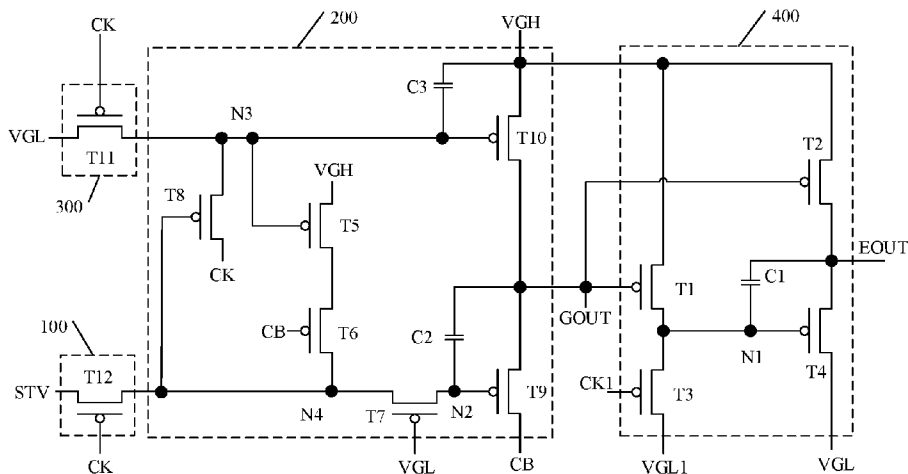 CK
200
VGH
400
C3
N3
VGL
T11
T10
T2
300
T8
VGH
T5
EOUT
C1
CK
T1
100
CB
T6
C2
GOUT
N1
T12
T4
STV
CK1
T3
N4
T7
N2
T9
CK
VGL
CB
VGL1
VGL